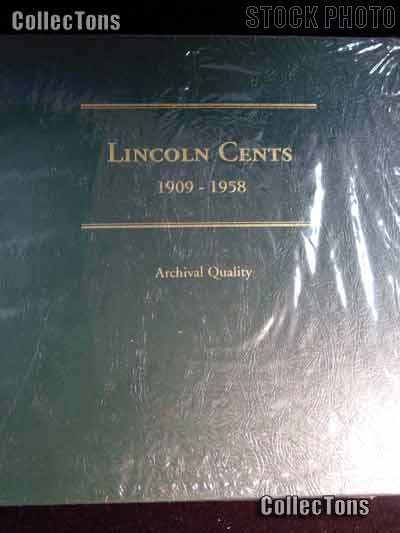 CollecTons
STOCK PHOTO
LINCOLN CENTS
1909 - 1958
Archival Quality
CollecTons